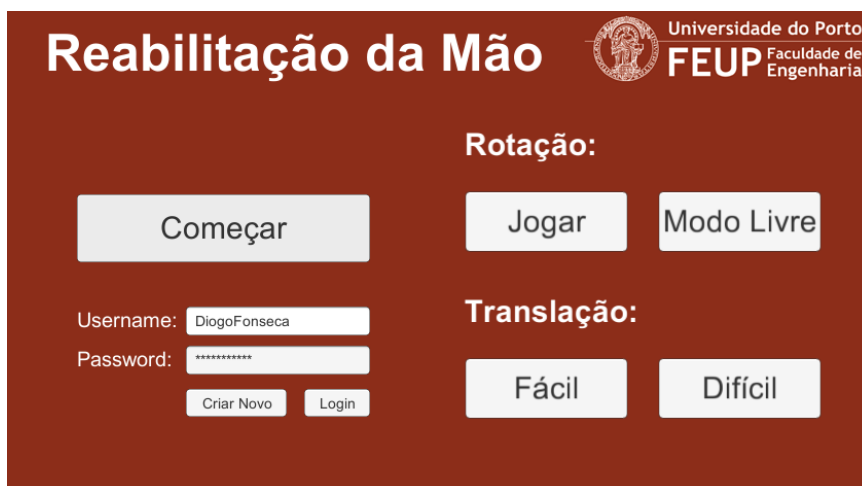 Reabilitação da Mão
Universidade do Porto
FEUP Faculdade de
Engenharia
Começar
Username: DiogoFonseca
Password: ***********
Criar Novo Login
Rotação:
Jogar Modo Livre
Translação:
Fácil Difícil